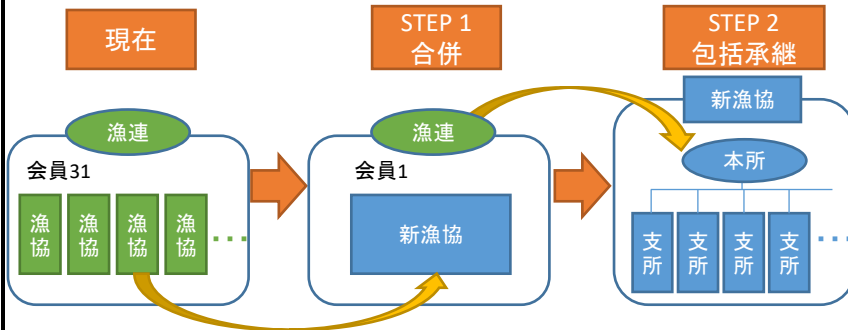 現在
STEP 1
合併
STEP 2
包括承継
漁連
会員31
漁協
漁協
漁協
漁協
･･･
漁連
会員1
新漁協
新漁協
本所
支所
支所
支所
支所
･･･